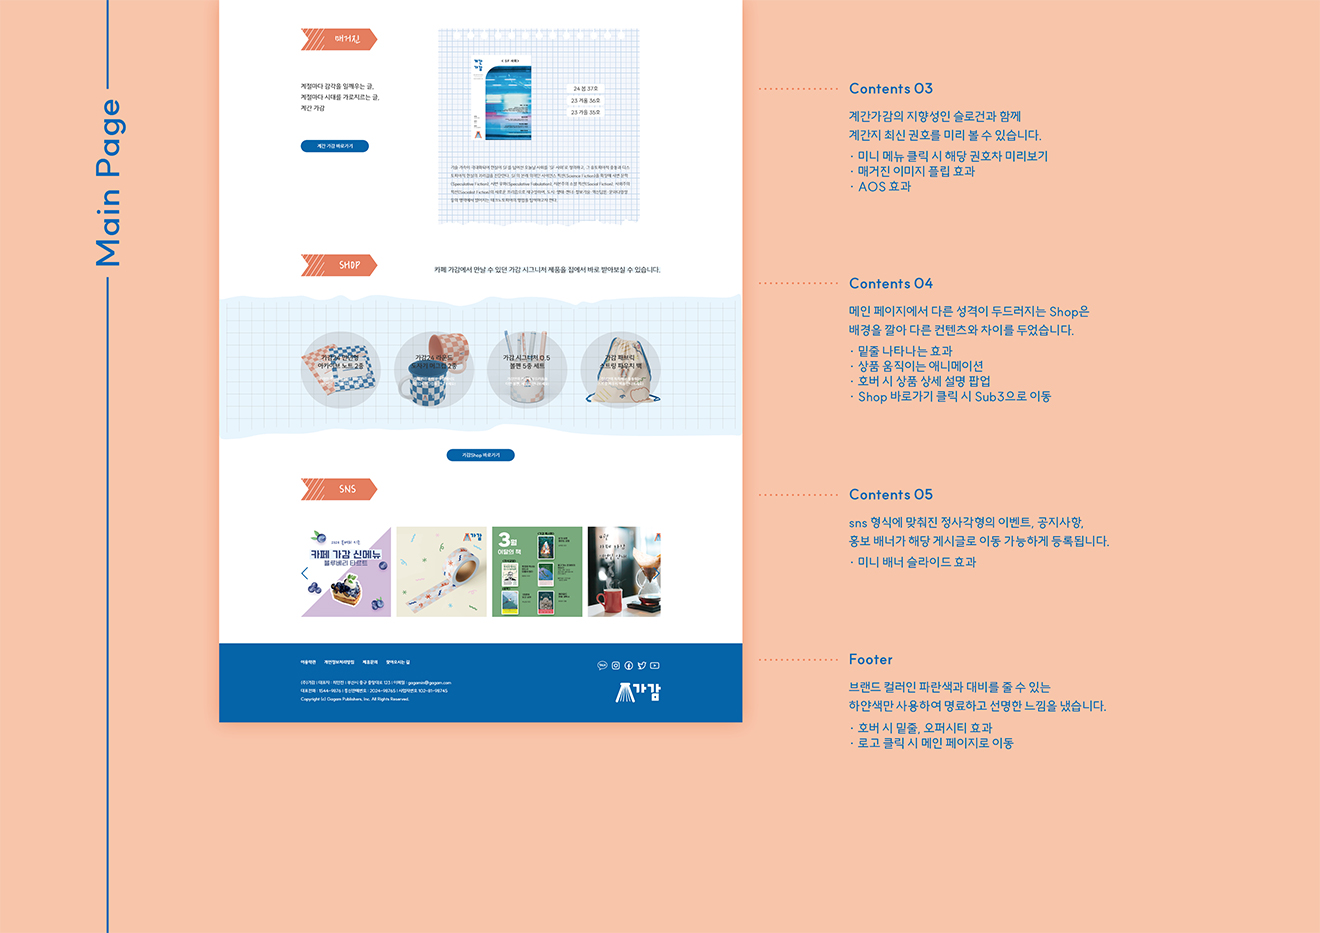 Main Page
매거진
계절마다 감각을 일깨우는 글,
계절마다 시대를 가로지르는 글,
계간 가감
계간 가감 바로가기
계간
가감
24 봄 37호
23 겨울 36호
23 가을 35호
SHOP
카페 가감에서 만날 수 있던 가감 시그니처 제품을 집에서 바로 받아보실 수 있습니다.
아카이브 노트 2종
가감24 라운드
도자기 머그컵 2종
가감 시그니처 0.5
볼펜 5종 세트
가감 패브릭
스트링 파우치 백
가감Shop 바로가기
SNS
카페 가감 신메뉴
블루베리 타르트
가감
3월
이달의 책
이용약관 개인정보처리방침 제휴문의 찾아오시는 길
Copyright (c) Gagam Publishers, Inc. All Rights Reserved.
가감
Contents 03
계간가감의 지향성인 슬로건과 함께
계간지 최신 권호를 미리 볼 수 있습니다.
· 미니 메뉴 클릭 시 해당 권호차 미리보기
· 매거진 이미지 플립 효과
· AOS 효과
Contents 04
메인 페이지에서 다른 성격이 두드러지는 Shop은
배경을 깔아 다른 컨텐츠와 차이를 두었습니다.
· 밑줄 나타나는 효과
· 상품 움직이는 애니메이션
· 호버 시 상품 상세 설명 팝업
· Shop 바로가기 클릭 시 Sub3으로 이동
Contents 05
sns 형식에 맞춰진 정사각형의 이벤트, 공지사항,
홍보 배너가 해당 게시글로 이동 가능하게 등록됩니다.
· 미니 배너 슬라이드 효과
Footer
브랜드 컬러인 파란색과 대비를 줄 수 있는
하얀색만 사용하여 명료하고 선명한 느낌을 냈습니다.
· 호버 시 밑줄, 오퍼시티 효과
· 로고 클릭 시 메인 페이지로 이동